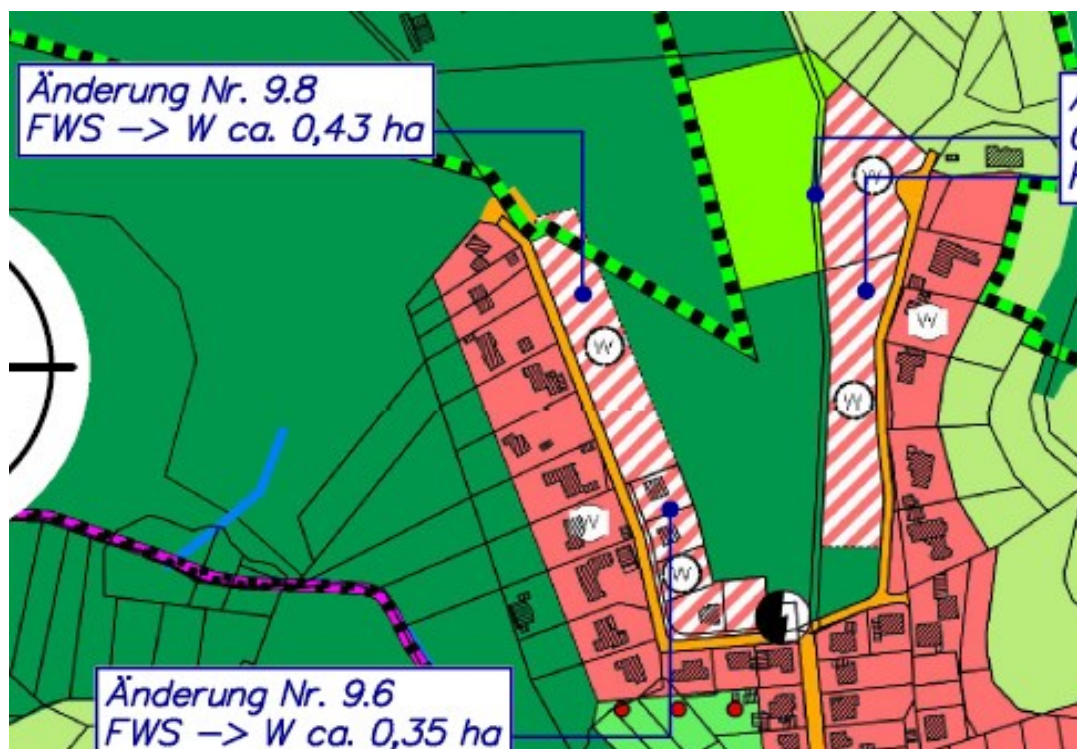 Änderung Nr. 9.8
FWS -> W ca. 0,43 ha
W
W
W
W
W
W
W
Änderung Nr. 9.6
FWS -> W ca. 0,35 ha